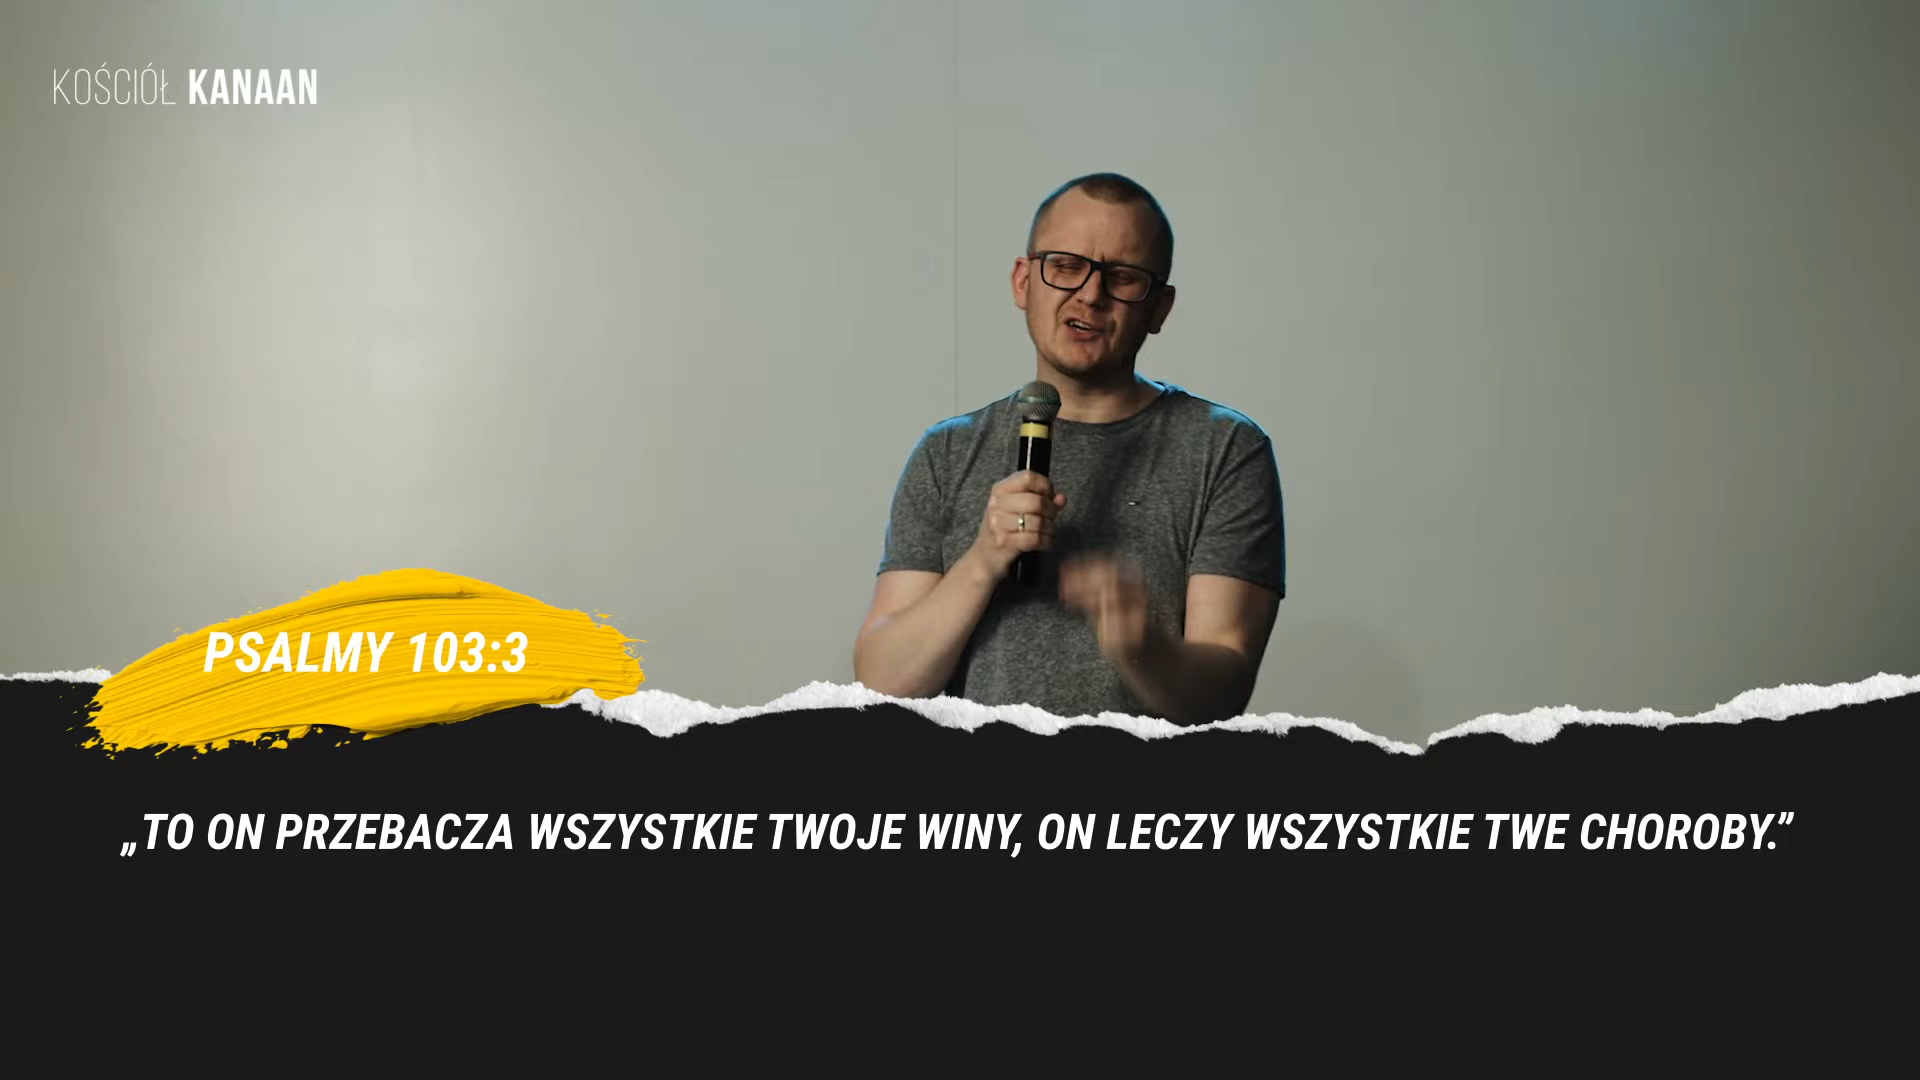 KOŚCIÓŁ KANAAN
PSALMY 103:3
„TO ON PRZEBACZA WSZYSTKIE TWOJE WINY, ON LECZY WSZYSTKIE TWE CHOROBY.”